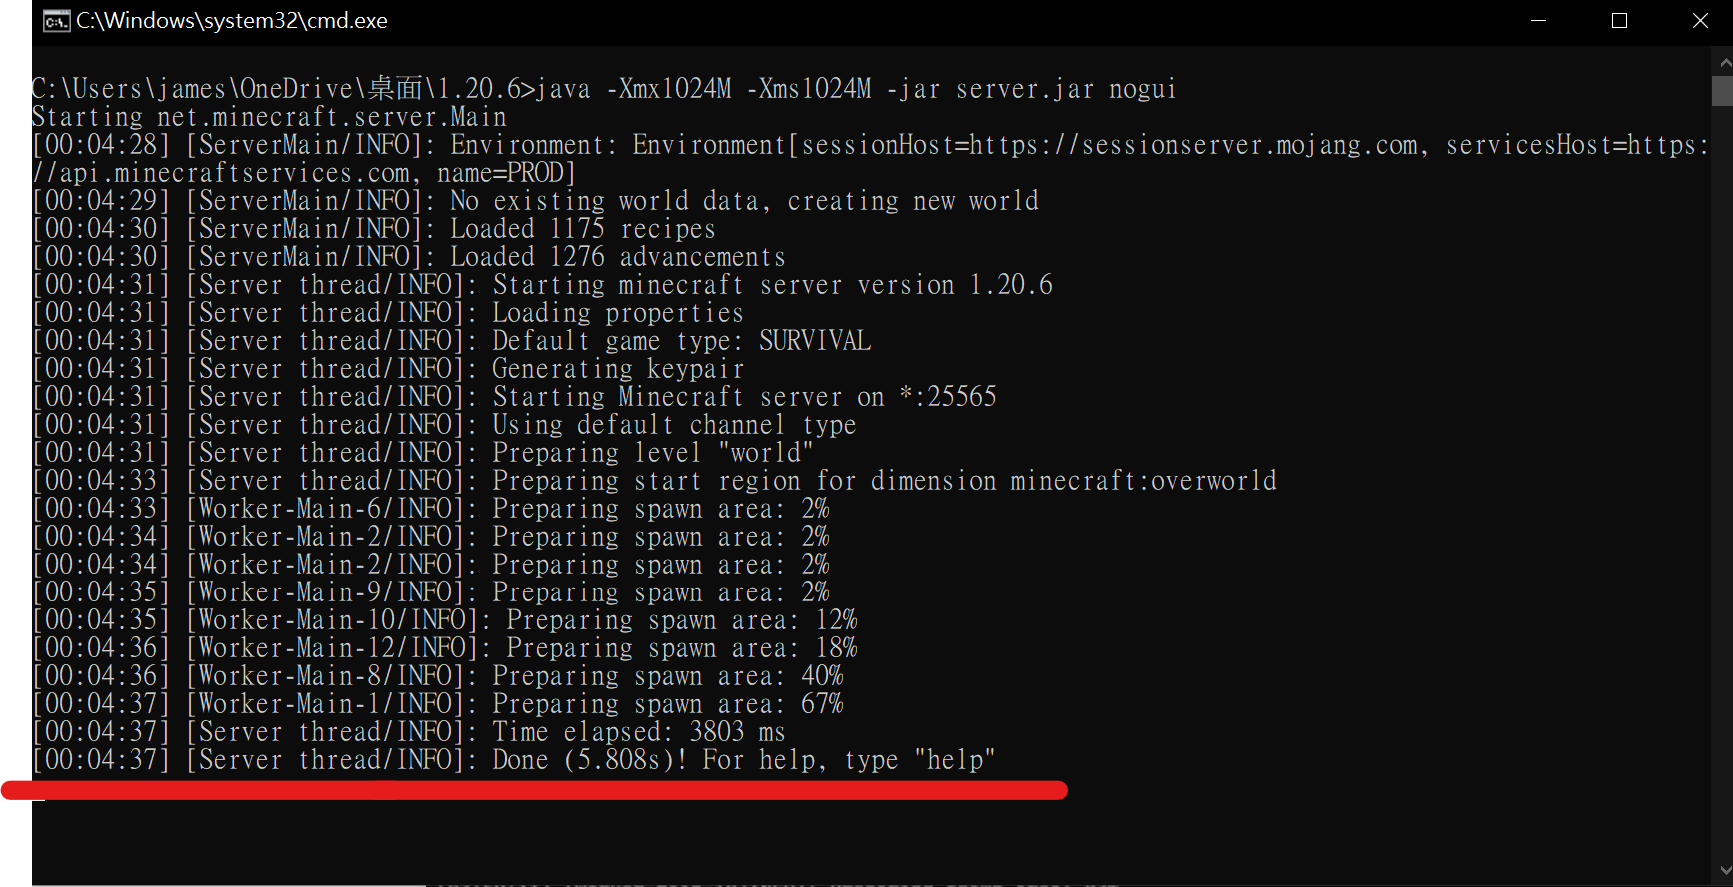 C:\Windows\system32\cmd.exe
C:\Users\james\OneDrive\桌面\1.20.6>java -Xmx1024M -Xms1024M -jar server.jar nogui
Starting net.minecraft.server.Main
[00:04:28] [ServerMain/INFO]: Environment: Environment[sessionHost=https://sessionserver.mojang.com, servicesHost=https:
//api.minecraftservices.com, name=PROD]
[00:04:29] [ServerMain/INFO]: No existing world data, creating new world
[00:04:30] [ServerMain/INFO]: Loaded 1175 recipes
[00:04:30] [ServerMain/INFO]: Loaded 1276 advancements
[00:04:31] [Server thread/INFO]: Starting minecraft server version 1.20.6
[00:04:31] [Server thread/INFO]: Loading properties
[00:04:31] [Server thread/INFO]: Default game type: SURVIVAL
[00:04:31] [Server thread/INFO]: Generating keypair
[00:04:31] [Server thread/INFO]: Starting Minecraft server on *:25565
[00:04:31] [Server thread/INFO]: Using default channel type
[00:04:31] [Server thread/INFO]: Preparing level "world"
[00:04:33] [Server thread/INFO]: Preparing start region for dimension minecraft:overworld
[00:04:33] [Worker-Main-6/INFO]: Preparing spawn area: 2%
[00:04:34] [Worker-Main-2/INFO]: Preparing spawn area: 2%
[00:04:34] [Worker-Main-2/INFO]: Preparing spawn area: 2%
[00:04:35] [Worker-Main-9/INFO]: Preparing spawn area: 2%
[00:04:35] [Worker-Main-10/INFO]: Preparing spawn area: 12%
[00:04:36] [Worker-Main-12/INFO]: Preparing spawn area: 18%
[00:04:36] [Worker-Main-8/INFO]: Preparing spawn area: 40%
[00:04:37] [Worker-Main-1/INFO]: Preparing spawn area: 67%
[00:04:37] [Server thread/INFO]: Time elapsed: 3803 ms
[00:04:37] [Server thread/INFO]: Done (5.808s)! For help, type "help"